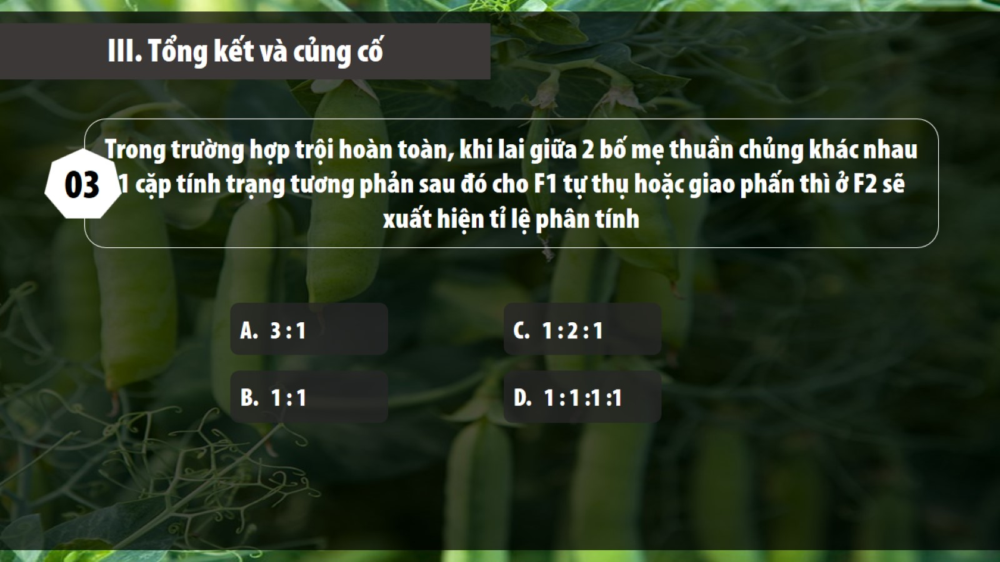 III. Tổng kết và củng cố
Trong trường hợp trội hoàn toàn, khi lai giữa 2 bố mẹ thuần chủng khác nhau
03
1 cặp tính trạng tương phản sau đó cho F1 tự thụ hoặc giao phấn thì ở F2 sẽ
xuất hiện tỉ lệ phân tính
A. 3 : 1
C. 1 : 2 : 1
B. 1 : 1
D. 1 : 1 :1 :1